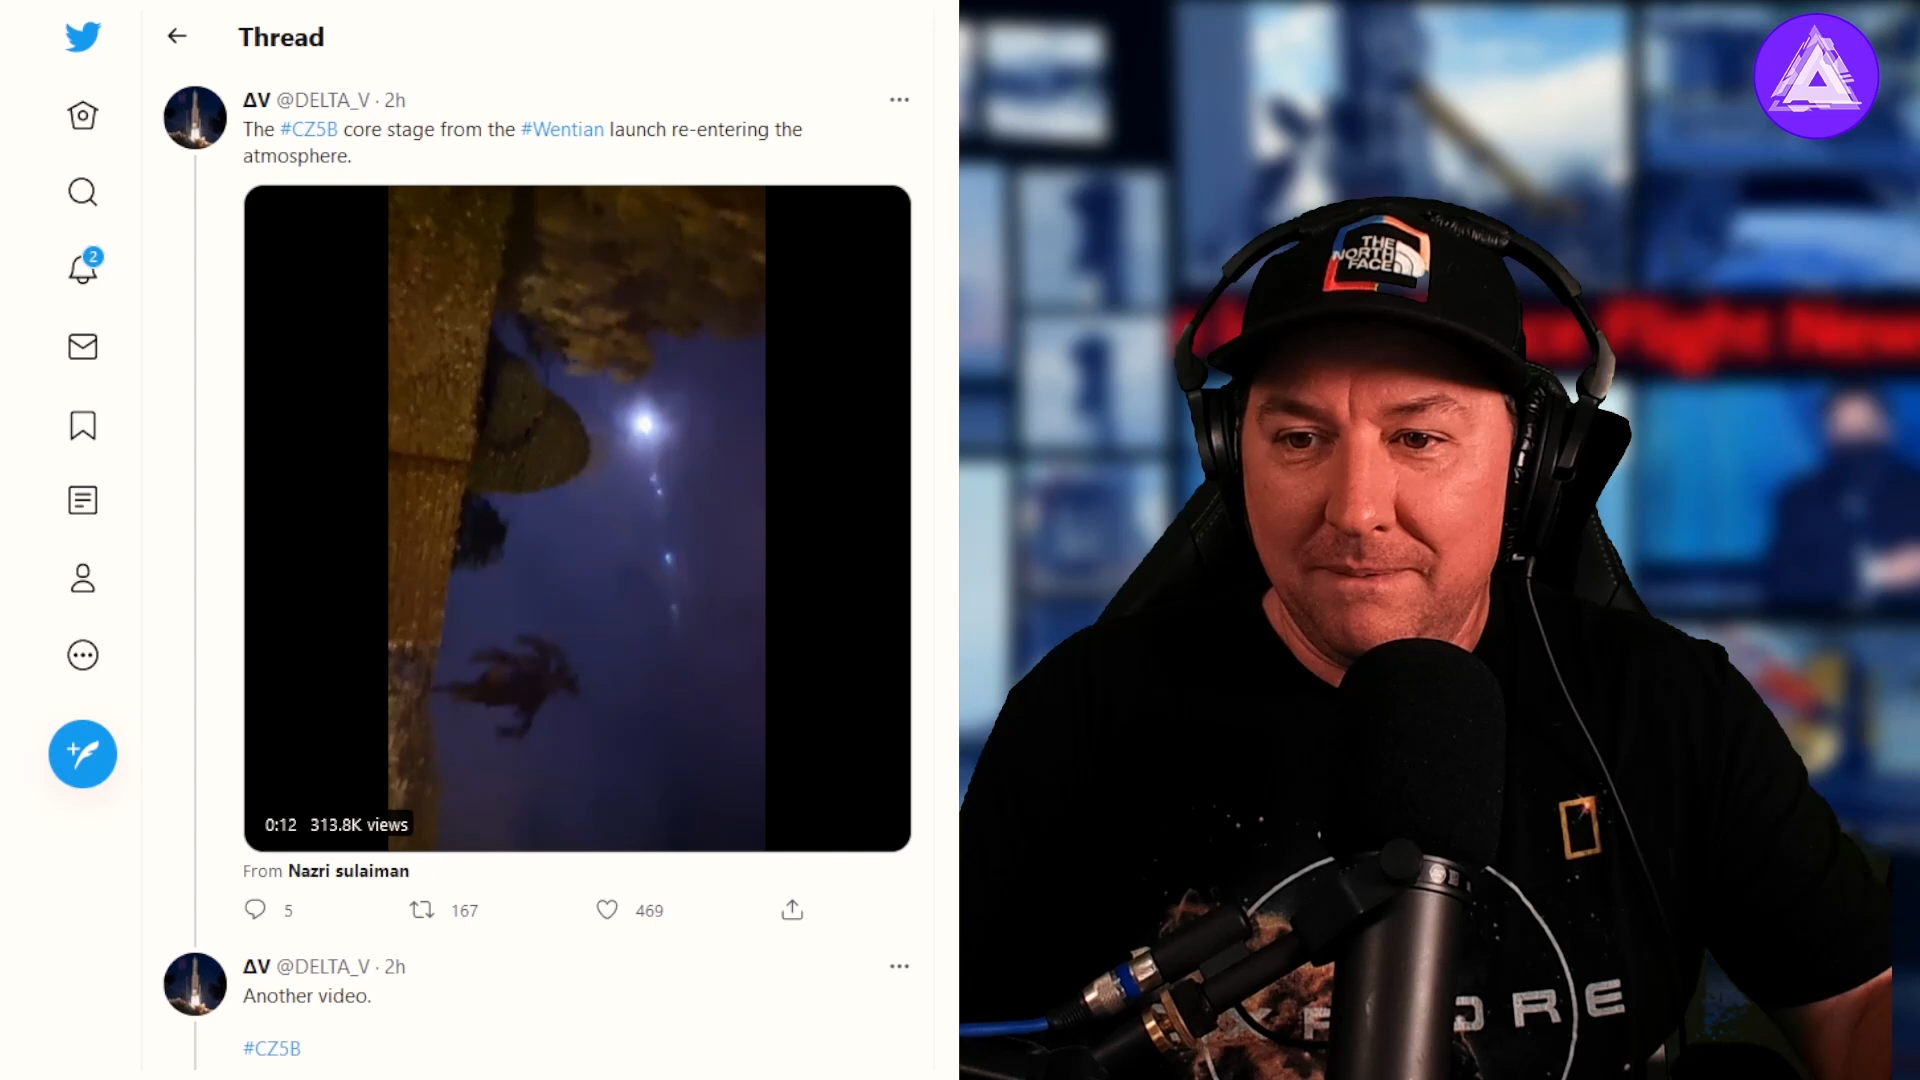 Thread
ΔV @DELTA_V · 2h
The #CZ5B core stage from the #Wentian launch re-entering the
atmosphere.
2
0:12 313.8K views
From Nazri sulaiman
5 167 469
ΔV @DELTA_V · 2h
Another video.
#CZ5B
THE
NORTH
FACE